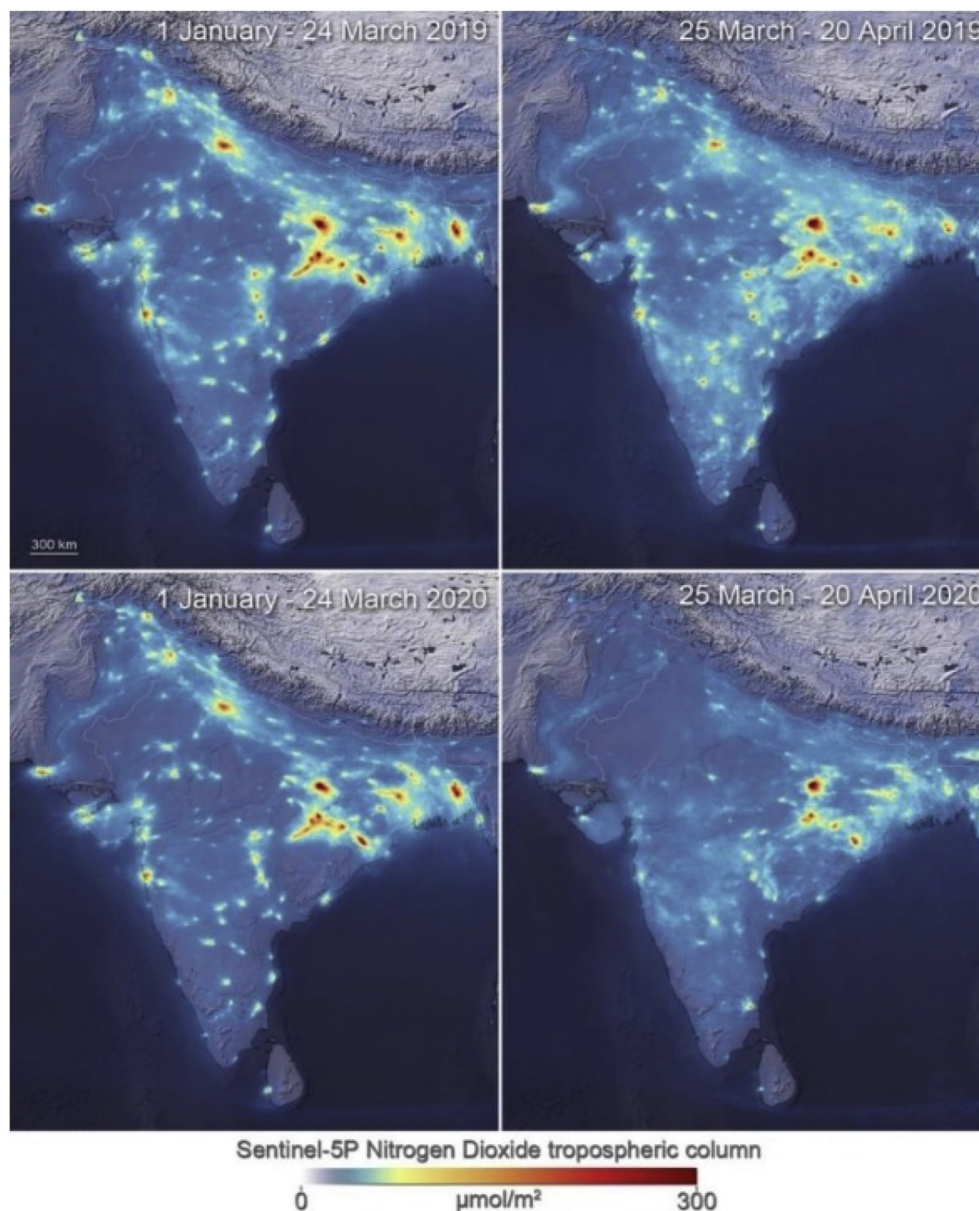 1 January - 24 March 2019
25 March - 20 April 2019
300 km
1 January - 24 March 2020
25 March - 20 April 2020
Sentinel-5P Nitrogen Dioxide tropospheric column
0
µmol/m²
300